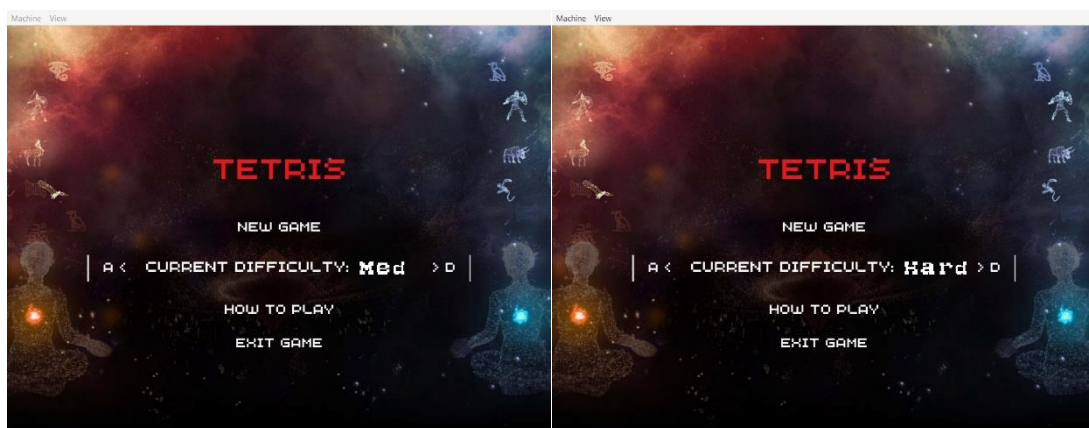 Machine View
TETRIS
NEW GAME
A < CURRENT DIFFICULTY: Med > D
HOW TO PLAY
EXIT GAME
Machine View
TETRIS
NEW GAME
A < CURRENT DIFFICULTY: Hard > D
HOW TO PLAY
EXIT GAME